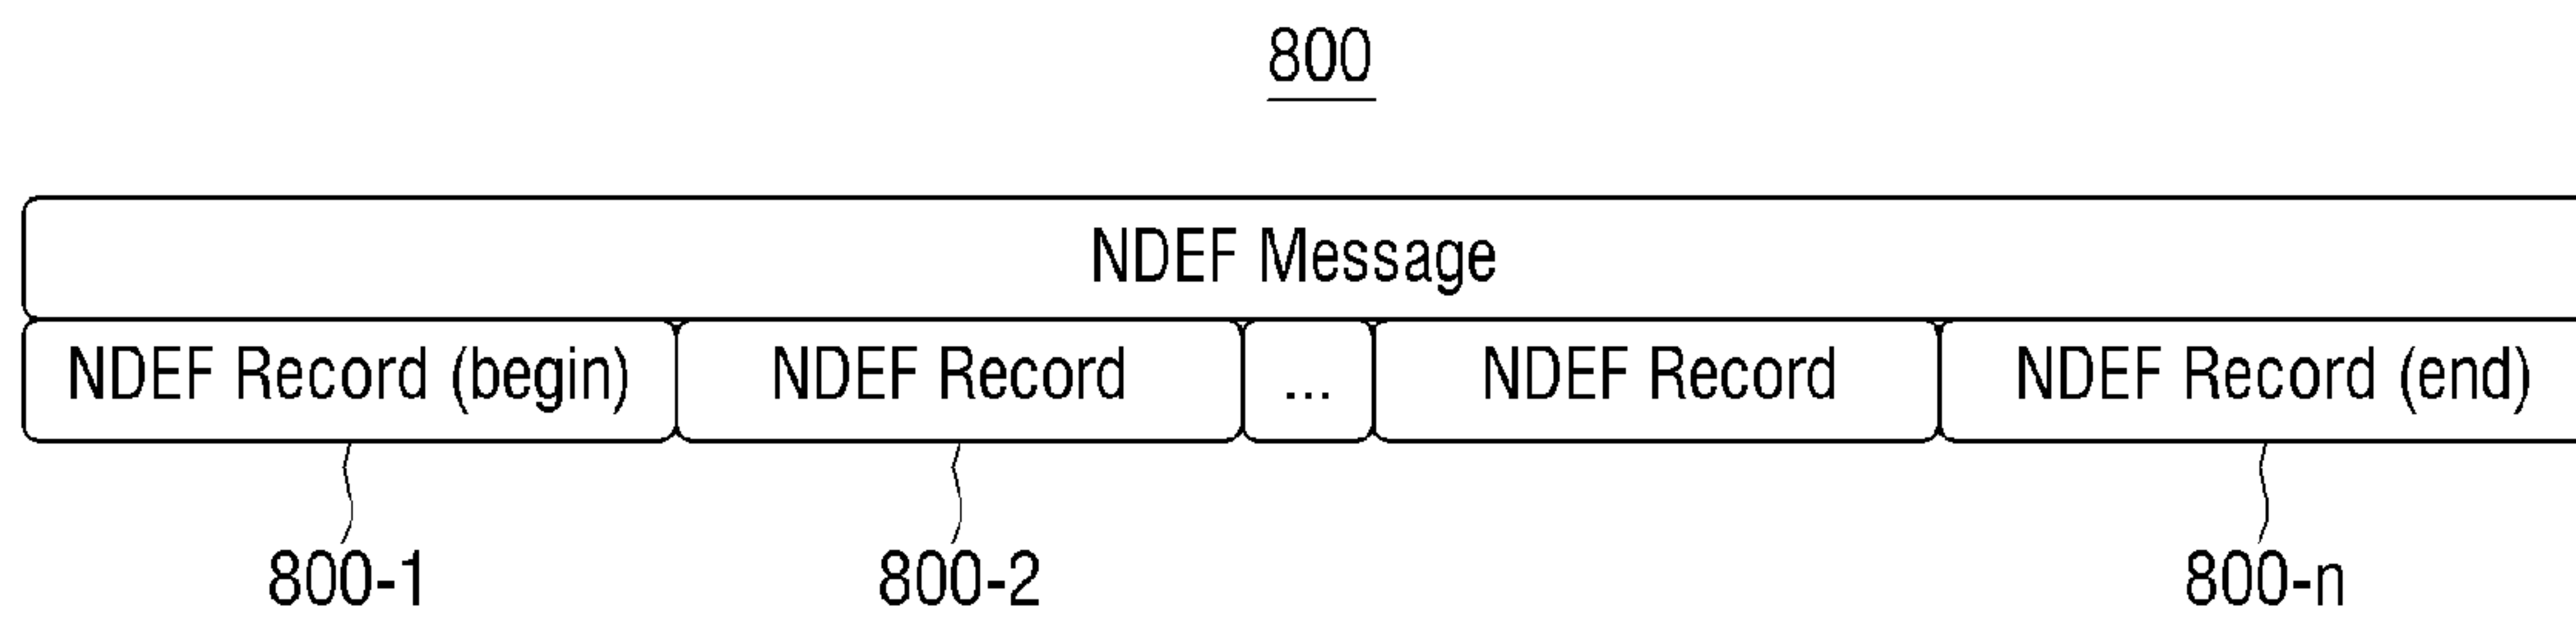 800
NDEF Message
NDEF Record (begin) NDEF Record ... NDEF Record NDEF Record (end)
800-1 800-2 800-n